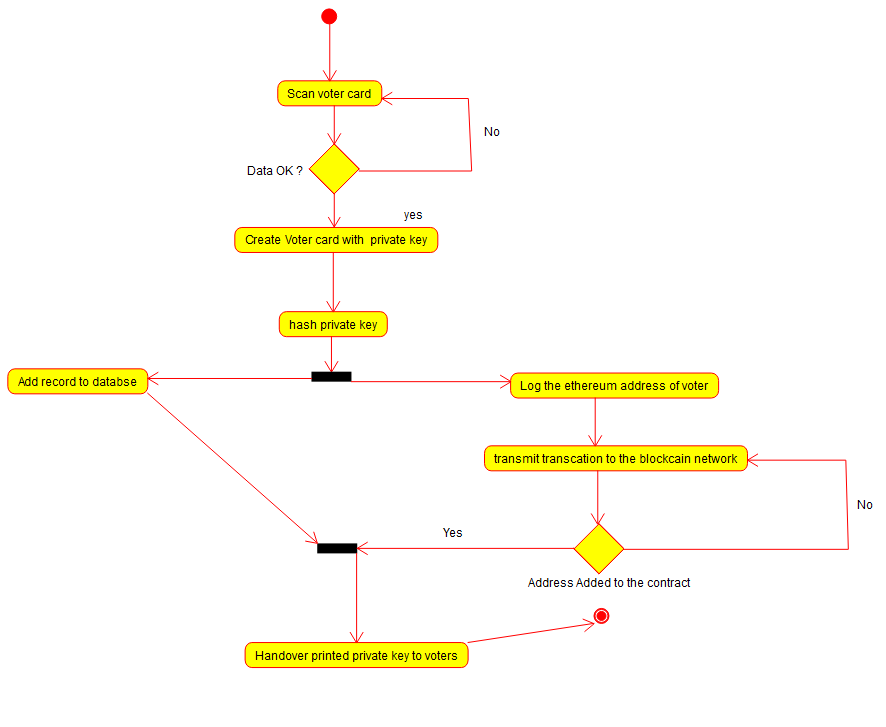 Scan voter card
No
Data OK ?
yes
Create Voter card with  private key
hash private key
Add record to databse
Log the ethereum address of voter
transmit transcation to the blockcain network
No
Yes
Address Added to the contract
Handover printed private key to voters